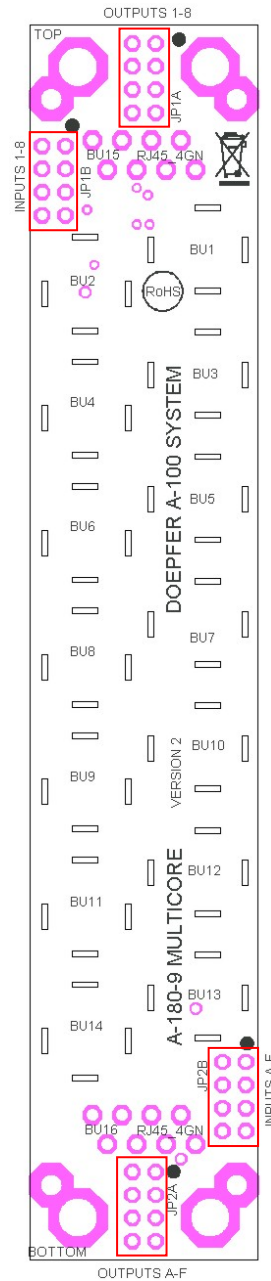 OUTPUTS 1-8
TOP
JP1A
INPUTS 1-8
JP1B
BU15
RJ45_4GN
BU1
BU2
RoHS
BU3
BU4
DOEPFER A-100 SYSTEM
BU5
BU6
BU7
BU8
BU10
VERSION 2
BU9
BU12
A-180-9 MULTICORE
BU11
BU13
BU14
JP2B
INPUTS A-F
BU16
RJ45_4GN
JP2A
BOTTOM
OUTPUTS A-F